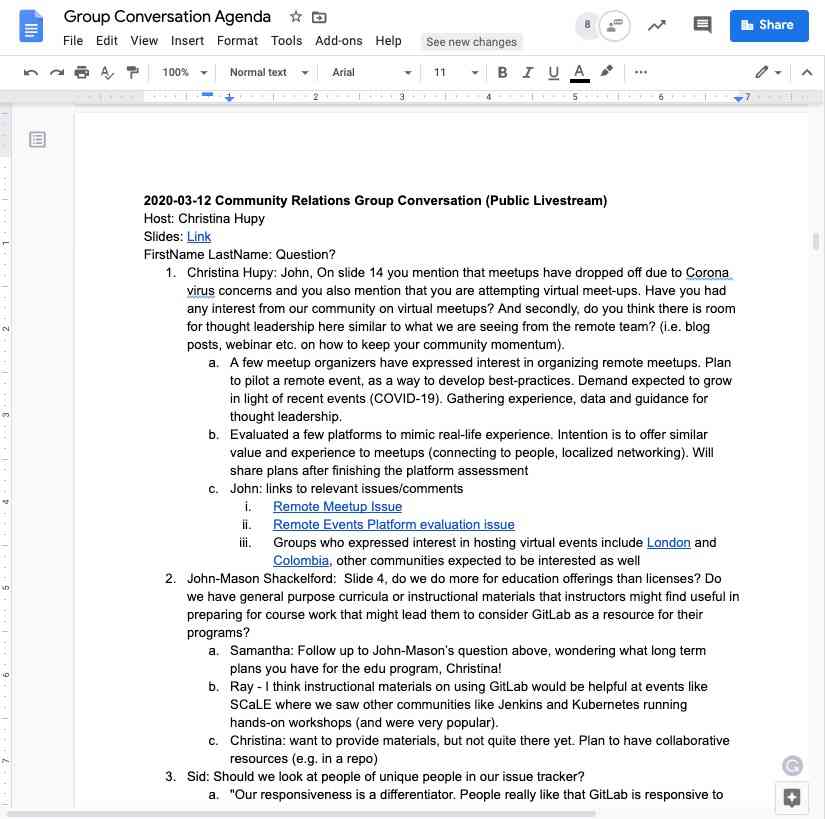 Group Conversation Agenda
File Edit View Insert Format Tools Add-ons Help See new changes
8
Share
100% Normal text Arial 11 B I U A
1 2 3 4 5 6 7
2020-03-12 Community Relations Group Conversation (Public Livestream)
Host: Christina Hupy
Slides: Link
FirstName LastName: Question?
1. Christina Hupy: John, On slide 14 you mention that meetups have dropped off due to Corona
virus concerns and you also mention that you are attempting virtual meet-ups. Have you had
any interest from our community on virtual meetups? And secondly, do you think there is room
for thought leadership here similar to what we are seeing from the remote team? (i.e. blog
posts, webinar etc. on how to keep your community momentum).
a. A few meetup organizers have expressed interest in organizing remote meetups. Plan
to pilot a remote event, as a way to develop best-practices. Demand expected to grow
in light of recent events (COVID-19). Gathering experience, data and guidance for
thought leadership.
b. Evaluated a few platforms to mimic real-life experience. Intention is to offer similar
value and experience to meetups (connecting to people, localized networking). Will
share plans after finishing the platform assessment
c. John: links to relevant issues/comments
i. Remote Meetup Issue
ii. Remote Events Platform evaluation issue
iii. Groups who expressed interest in hosting virtual events include London and
Colombia, other communities expected to be interested as well
2. John-Mason Shackelford: Slide 4, do we do more for education offerings than licenses? Do
we have general purpose curricula or instructional materials that instructors might find useful in
preparing for course work that might lead them to consider GitLab as a resource for their
programs?
a. Samantha: Follow up to John-Mason's question above, wondering what long term
plans you have for the edu program, Christina!
b. Ray - I think instructional materials on using GitLab would be helpful at events like
SCaLE where we saw other communities like Jenkins and Kubernetes running
hands-on workshops (and were very popular).
c. Christina: want to provide materials, but not quite there yet. Plan to have collaborative
resources (e.g. in a repo)
3. Sid: Should we look at people of unique people in our issue tracker?
a. "Our responsiveness is a differentiator. People really like that GitLab is responsive to
1
2
3
4
5
6
7